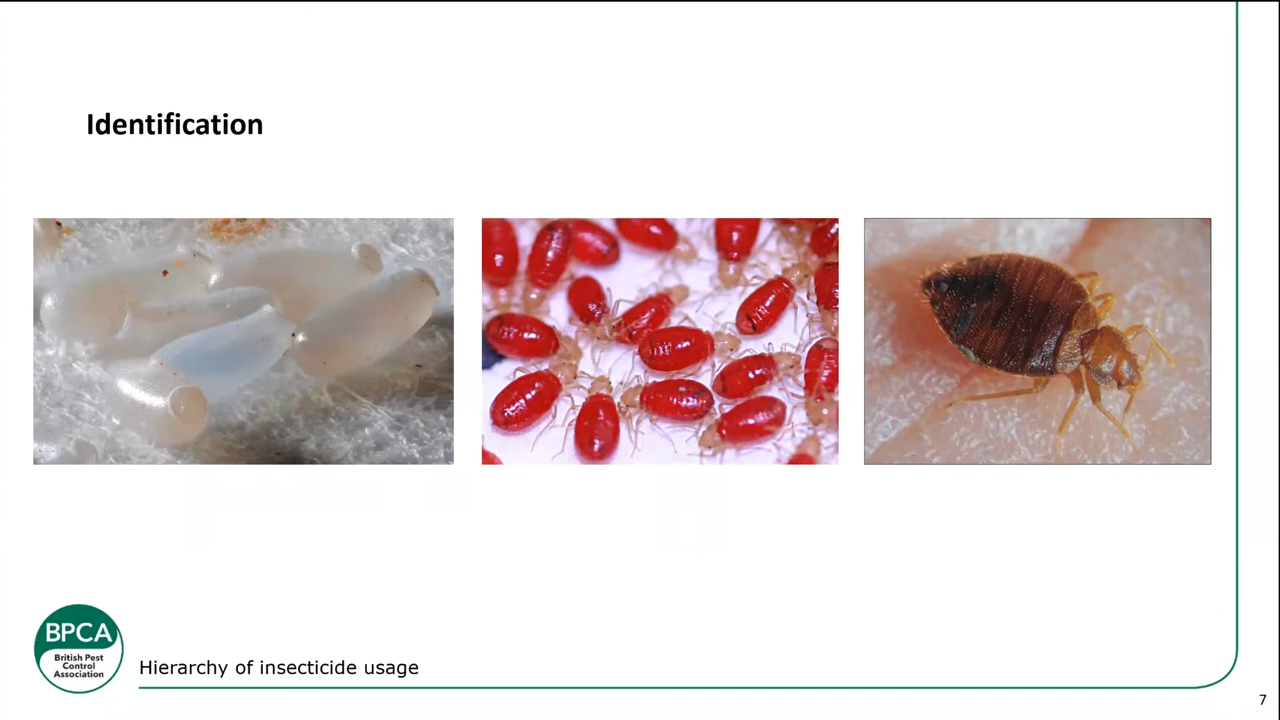 Identification
BPCA
British Pest
Control
Association
Hierarchy of insecticide usage
7